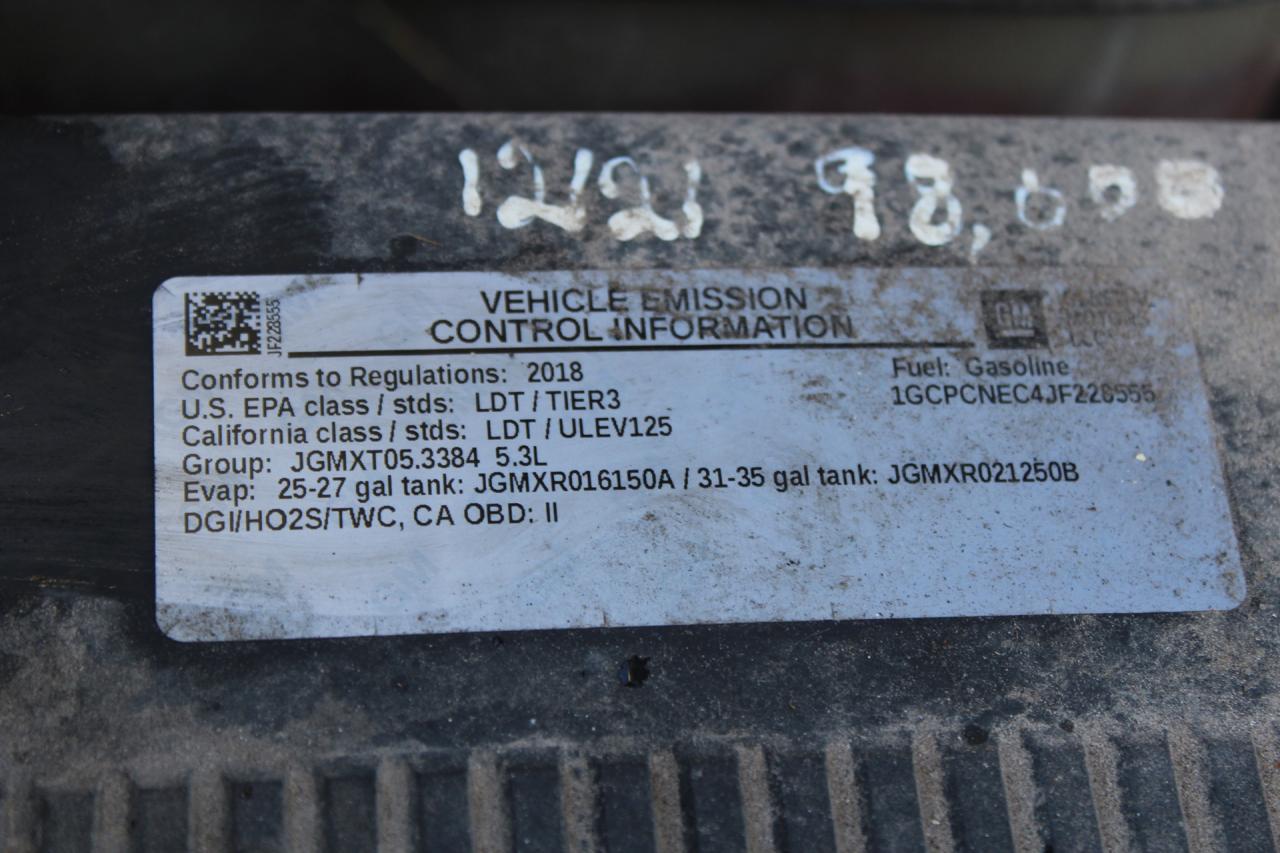 1221 98,000
JF228555
VEHICLE EMISSION
CONTROL INFORMATION
GM
Conforms to Regulations: 2018
Fuel: Gasoline
U.S. EPA class / stds: LDT / TIER3
1GCPCNEC4JF228555
California class / stds: LDT / ULEV125
Group: JGMXT05.3384 5.3L
Evap: 25-27 gal tank: JGMXR016150A / 31-35 gal tank: JGMXR021250B
DGI/HO2S/TWC, CA OBD: II